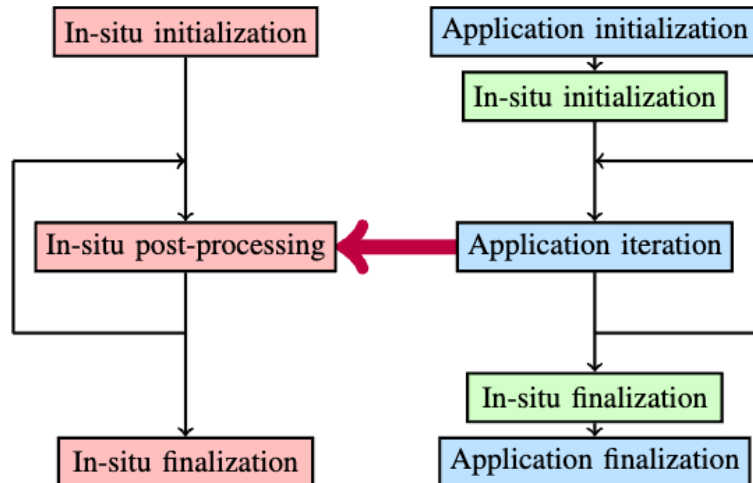 In-situ initialization
Application initialization
In-situ initialization
In-situ post-processing
Application iteration
In-situ finalization
In-situ finalization
Application finalization